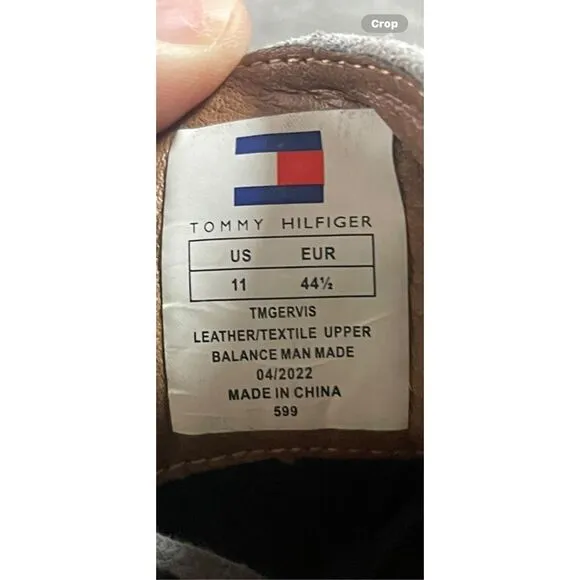 Crop
TOMMY HILFIGER
US EUR
11 44½
TMGERVIS
LEATHER/TEXTILE UPPER
BALANCE MAN MADE
04/2022
MADE IN CHINA
599